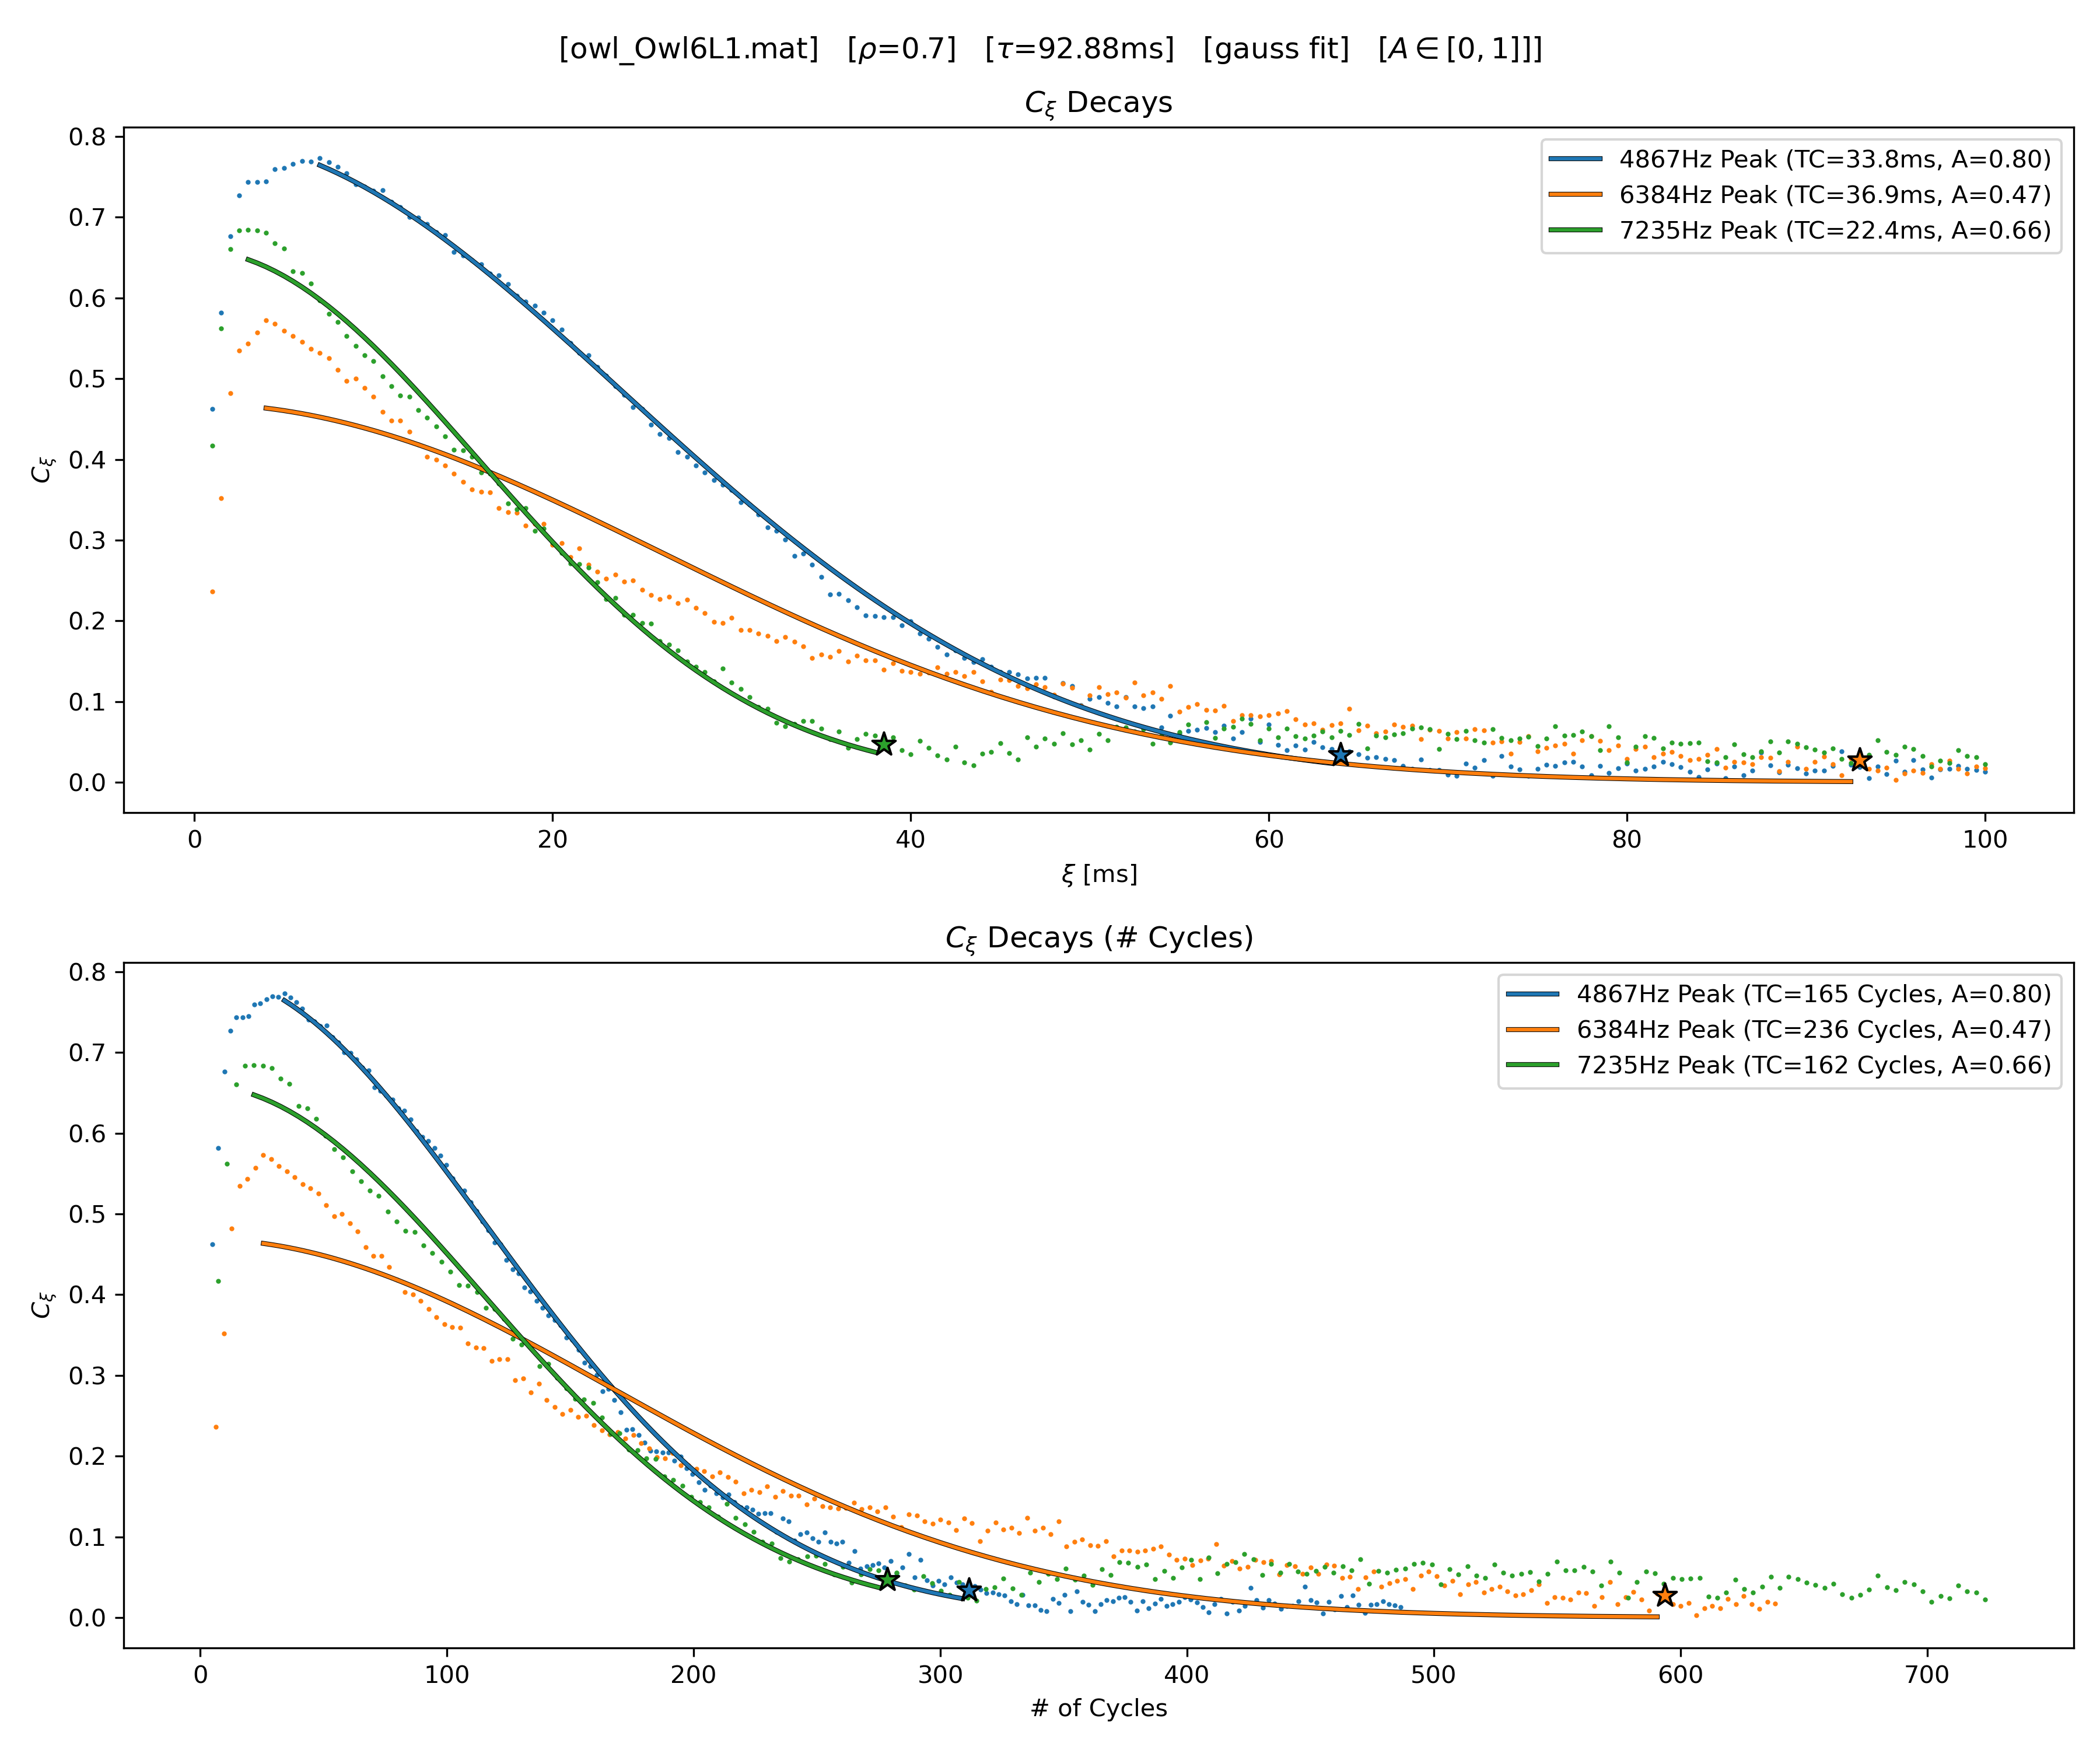 [owl_Owl6L1.mat] [ρ=0.7] [τ=92.88ms] [gauss fit] [A ∈ [0, 1]]]
Cξ Decays
0.8
0.7
0.6
0.5
0.4
0.3
0.2
0.1
0.0
Cξ
4867Hz Peak (TC=33.8ms, A=0.80)
6384Hz Peak (TC=36.9ms, A=0.47)
7235Hz Peak (TC=22.4ms, A=0.66)
0 20 40 60 80 100
ξ [ms]
Cξ Decays (# Cycles)
0.8
0.7
0.6
0.5
0.4
0.3
0.2
0.1
0.0
Cξ
4867Hz Peak (TC=165 Cycles, A=0.80)
6384Hz Peak (TC=236 Cycles, A=0.47)
7235Hz Peak (TC=162 Cycles, A=0.66)
0 100 200 300 400 500 600 700
# of Cycles